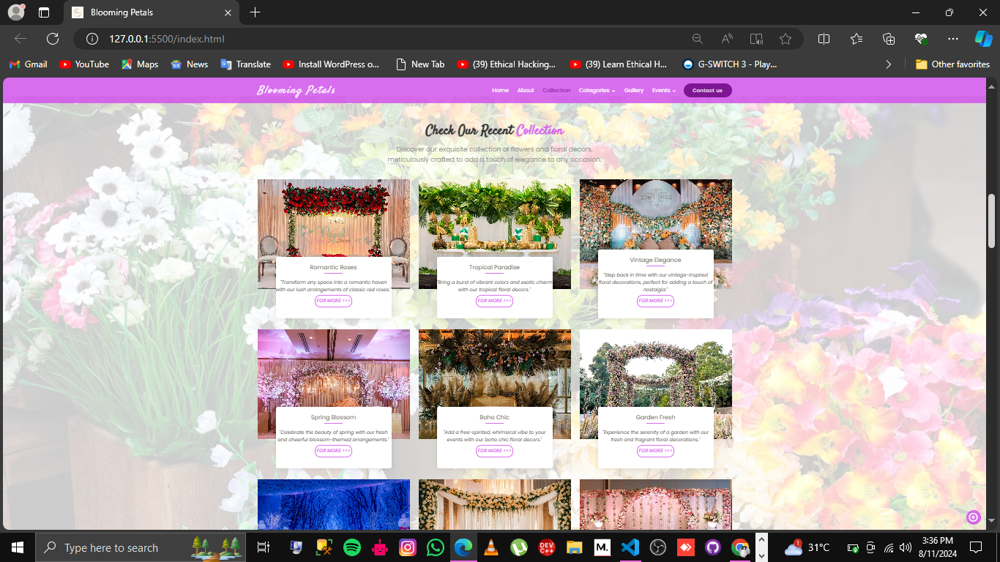 Blooming Petals
127.0.0.1:5500/index.html
Gmail
YouTube
Maps
News
Translate
Install WordPress o...
New Tab
(39) Ethical Hacking...
(39) Learn Ethical H...
G-SWITCH 3 - Play...
Other favorites
Blooming Petals
Home
About
Collection
Categories
Gallery
Events
Contact us
Check Our Recent Collection
Discover our exquisite collection of flowers and floral decors,
meticulously crafted to add a touch of elegance to any occasion.
Romantic Roses
"Transform any space into a romantic haven
with our lush arrangements of classic red roses."
FOR MORE >>>
Tropical Paradise
"Bring a burst of vibrant colors and exotic charm
with our tropical floral decors."
FOR MORE >>>
Vintage Elegance
"Step back in time with our vintage-inspired
floral decorations, perfect for adding a touch of
nostalgia."
FOR MORE >>>
Spring Blossom
"Celebrate the beauty of spring with our fresh
and cheerful blossom-themed arrangements."
FOR MORE >>>
Boho Chic
"Add a free-spirited, whimsical vibe to your
events with our boho chic floral decors."
FOR MORE >>>
Garden Fresh
"Experience the serenity of a garden with our
fresh and fragrant floral decorations."
FOR MORE >>>
Type here to search
M.
DEV
C++
1
31°C
3:36 PM
8/11/2024